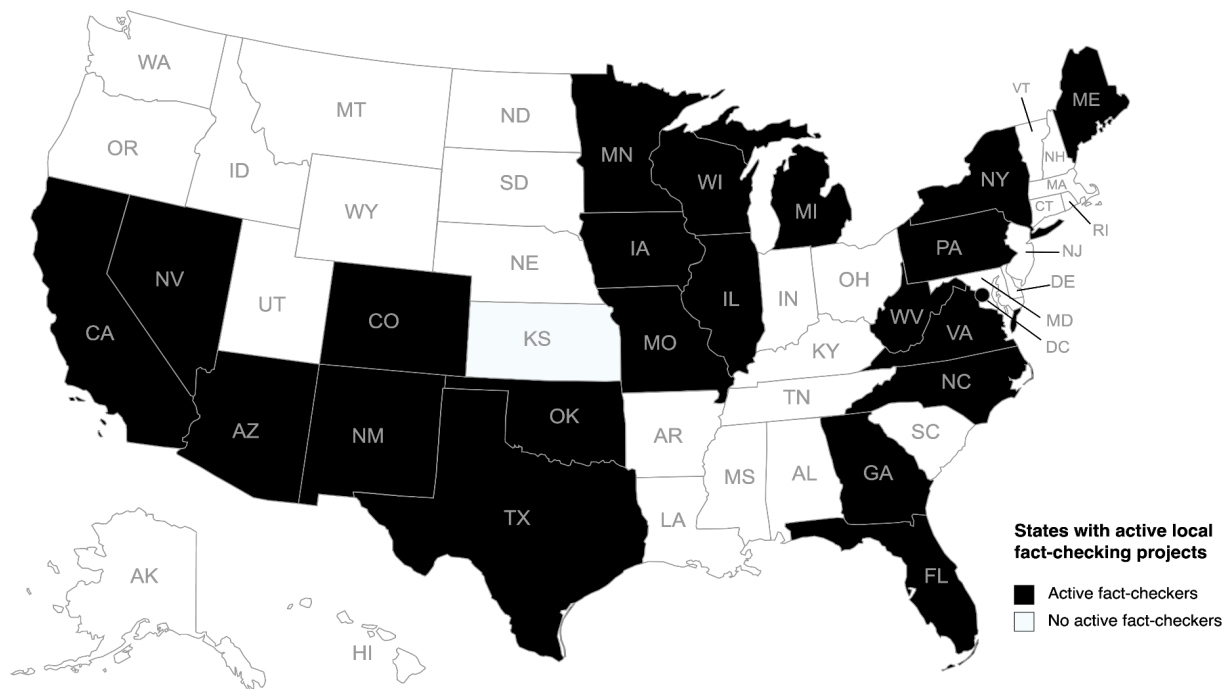 WA
MT
ND
MN
VT
ME
OR
ID
SD
WI
NY
NH
WY
MI
MA
CT
RI
IA
PA
NJ
NE
NV
UT
CO
IL
IN
OH
DE
CA
KS
MO
WV
VA
MD
DC
KY
NC
TN
AZ
NM
OK
AR
SC
MS
AL
GA
TX
LA
FL
AK
HI
States with active local
fact-checking projects
Active fact-checkers
No active fact-checkers